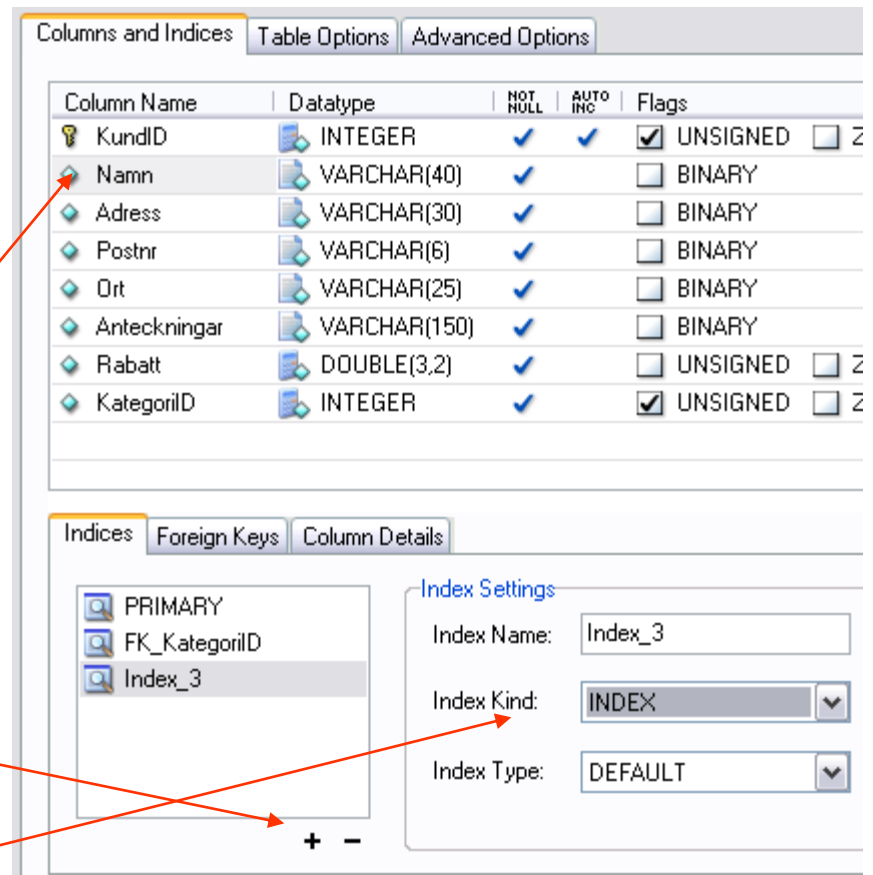 Columns and Indices Table Options Advanced Options
Column Name Datatype NOT NULL AUTO INC Flags
KundID INTEGER UNSIGNED Z
Namn VARCHAR(40) BINARY
Adress VARCHAR(30) BINARY
Postnr VARCHAR(6) BINARY
Ort VARCHAR(25) BINARY
Anteckningar VARCHAR(150) BINARY
Rabatt DOUBLE(3,2) UNSIGNED Z
KategoriID INTEGER UNSIGNED Z
Indices Foreign Keys Column Details
PRIMARY
FK_KategoriID
Index_3
+ −
Index Settings
Index Name: Index_3
Index Kind: INDEX
Index Type: DEFAULT